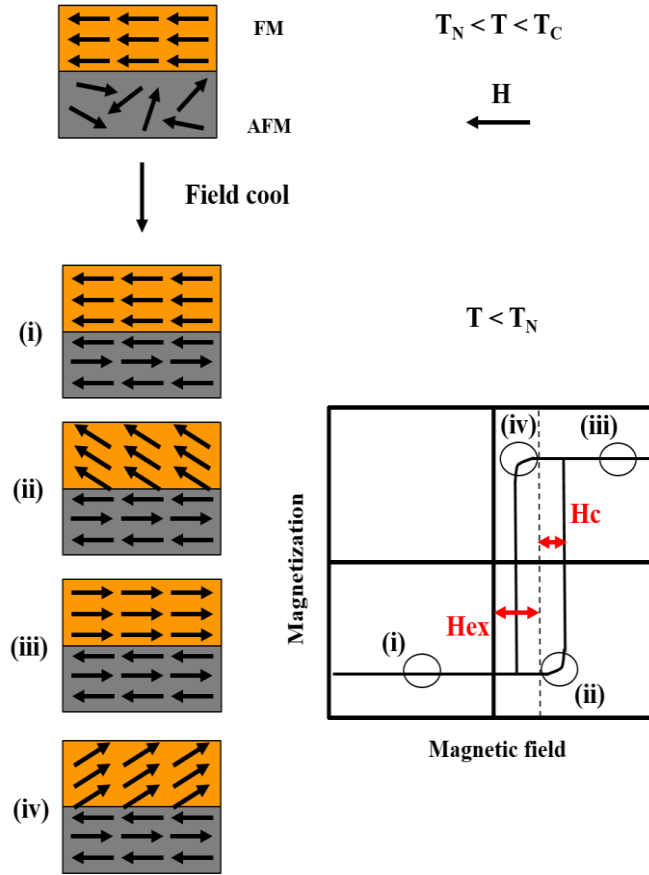 FM
T_N < T < T_C
H
AFM
Field cool
(i)
T < T_N
(ii)
(iii)
(iv)
(iv)
(iii)
Hc
Hex
(i)
(ii)
Magnetization
Magnetic field